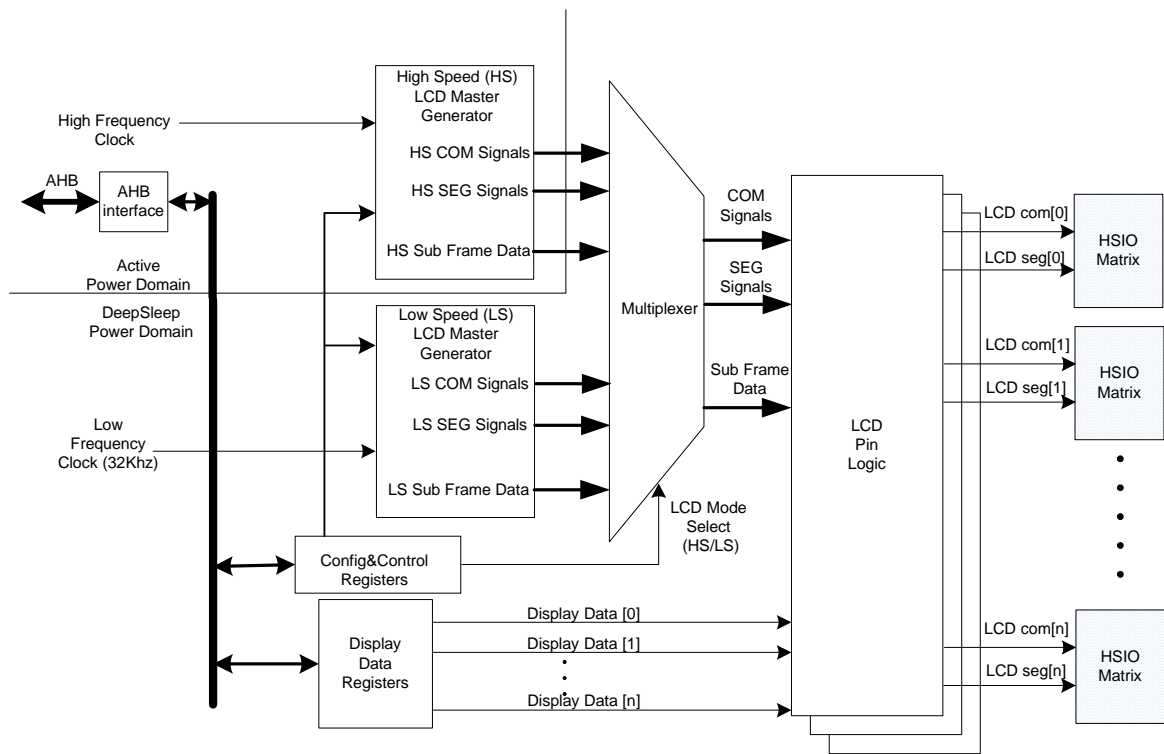 High Speed (HS)
LCD Master
Generator
High Frequency
Clock
HS COM Signals
HS SEG Signals
HS Sub Frame Data
AHB
AHB
interface
Active
Power Domain
DeepSleep
Power Domain
Low Speed (LS)
LCD Master
Generator
LS COM Signals
LS SEG Signals
LS Sub Frame Data
Low
Frequency
Clock (32Khz)
Multiplexer
COM
Signals
SEG
Signals
Sub Frame
Data
LCD Mode
Select
(HS/LS)
Config&Control
Registers
Display
Data
Registers
Display Data [0]
Display Data [1]
Display Data [n]
LCD
Pin
Logic
LCD com[0]
LCD seg[0]
HSIO
Matrix
LCD com[1]
LCD seg[1]
HSIO
Matrix
LCD com[n]
LCD seg[n]
HSIO
Matrix